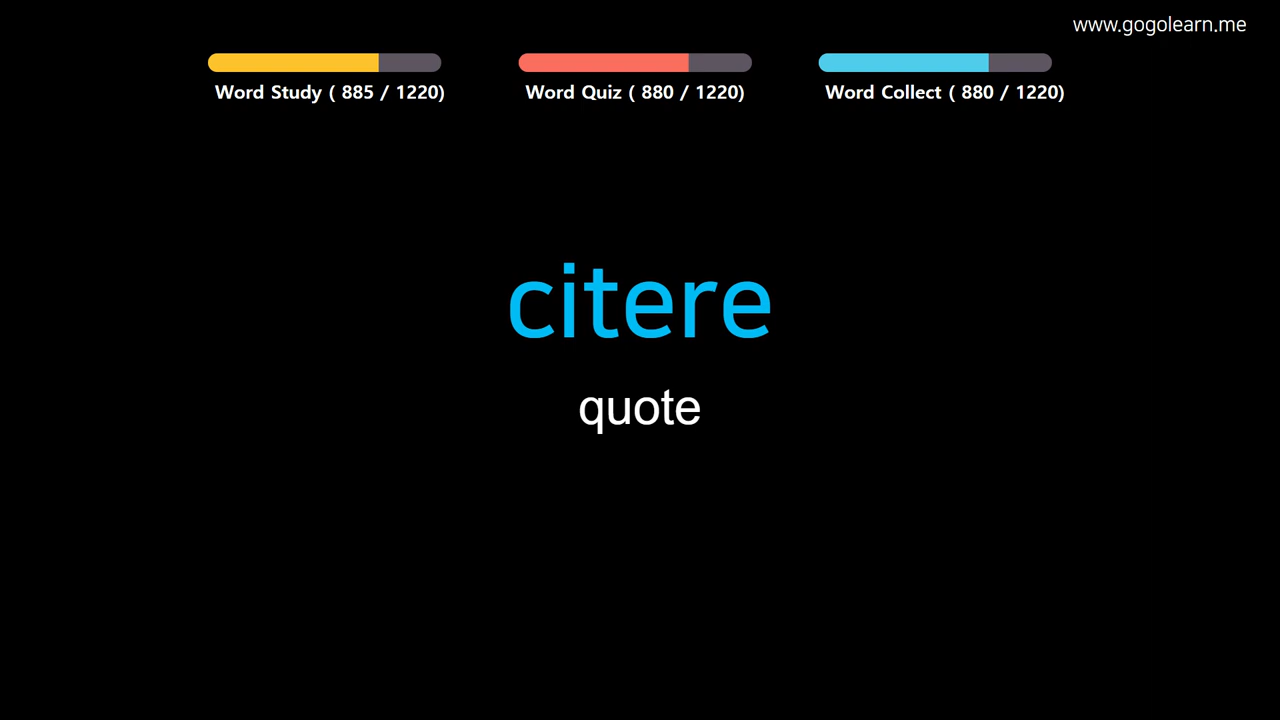 www.gogolearn.me
Word Study ( 885 / 1220)
Word Quiz ( 880 / 1220)
Word Collect ( 880 / 1220)
citere
quote